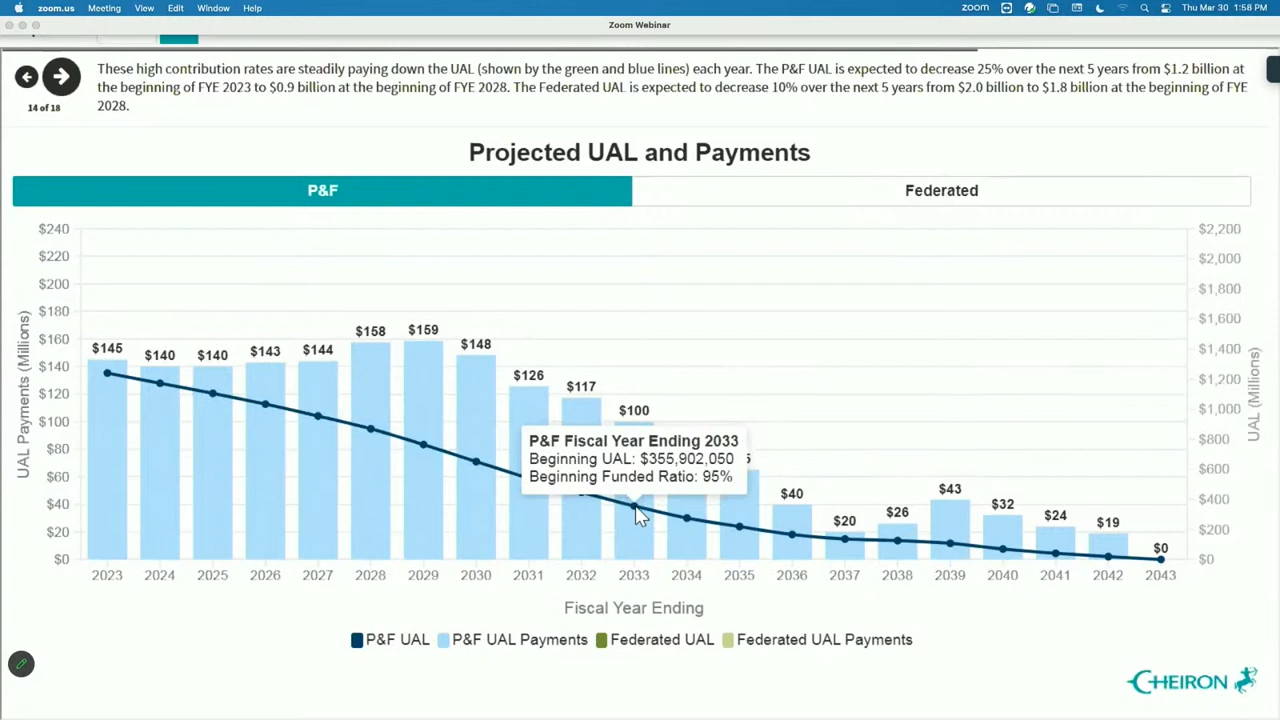 zoom.us Meeting View Edit Window Help
zoom Thu Mar 30 1:58 PM
Zoom Webinar
These high contribution rates are steadily paying down the UAL (shown by the green and blue lines) each year. The P&F UAL is expected to decrease 25% over the next 5 years from $1.2 billion at
the beginning of FYE 2023 to $0.9 billion at the beginning of FYE 2028. The Federated UAL is expected to decrease 10% over the next 5 years from $2.0 billion to $1.8 billion at the beginning of FYE
2028.
14 of 18
Projected UAL and Payments
P&F Federated
UAL Payments (Millions)
$240
$220
$200
$180
$160
$140
$120
$100
$80
$60
$40
$20
$0
$145 $140 $140 $143 $144 $158 $159 $148 $126 $117 $100 $40 $20 $26 $43 $32 $24 $19 $0
P&F Fiscal Year Ending 2033
Beginning UAL: $355,902,050
Beginning Funded Ratio: 95%
$2,200
$2,000
$1,800
$1,600
$1,400
$1,200
$1,000
$800
$600
$400
$200
$0
UAL (Millions)
2023 2024 2025 2026 2027 2028 2029 2030 2031 2032 2033 2034 2035 2036 2037 2038 2039 2040 2041 2042 2043
Fiscal Year Ending
P&F UAL P&F UAL Payments Federated UAL Federated UAL Payments
CHEIRON